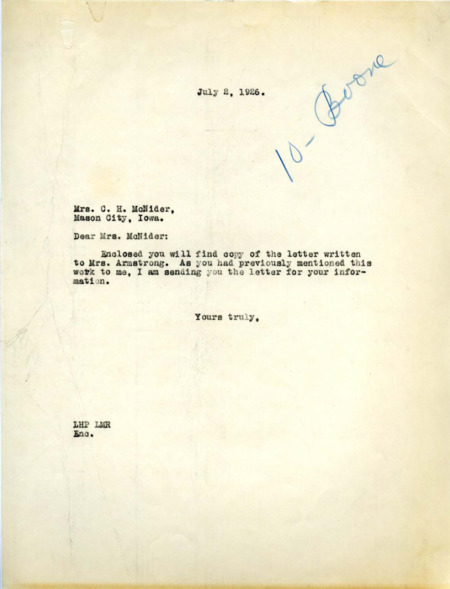 July 2, 1926.
10- Boone
Mrs. C. H. McNider,
Mason City, Iowa.
Dear Mrs. McNider:
Enclosed you will find copy of the letter written
to Mrs. Armstrong. As you had previously mentioned this
work to me, I am sending you the letter for your infor-
mation.
Yours truly,
LHP LMR
Enc.